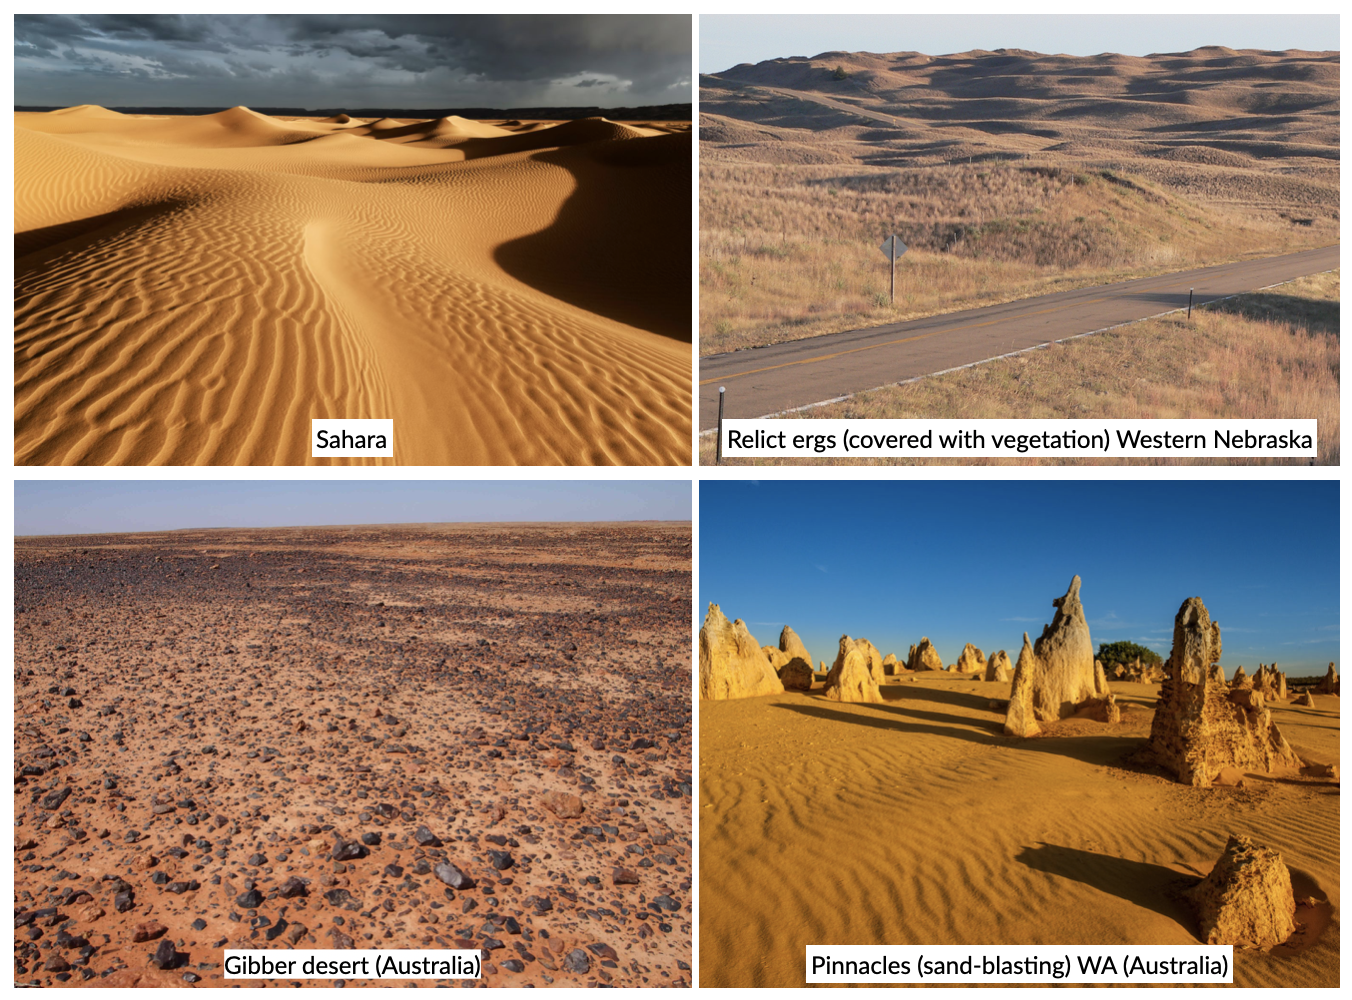 Sahara
Relict ergs (covered with vegetation) Western Nebraska
Gibber desert (Australia)
Pinnacles (sand-blasting) WA (Australia)